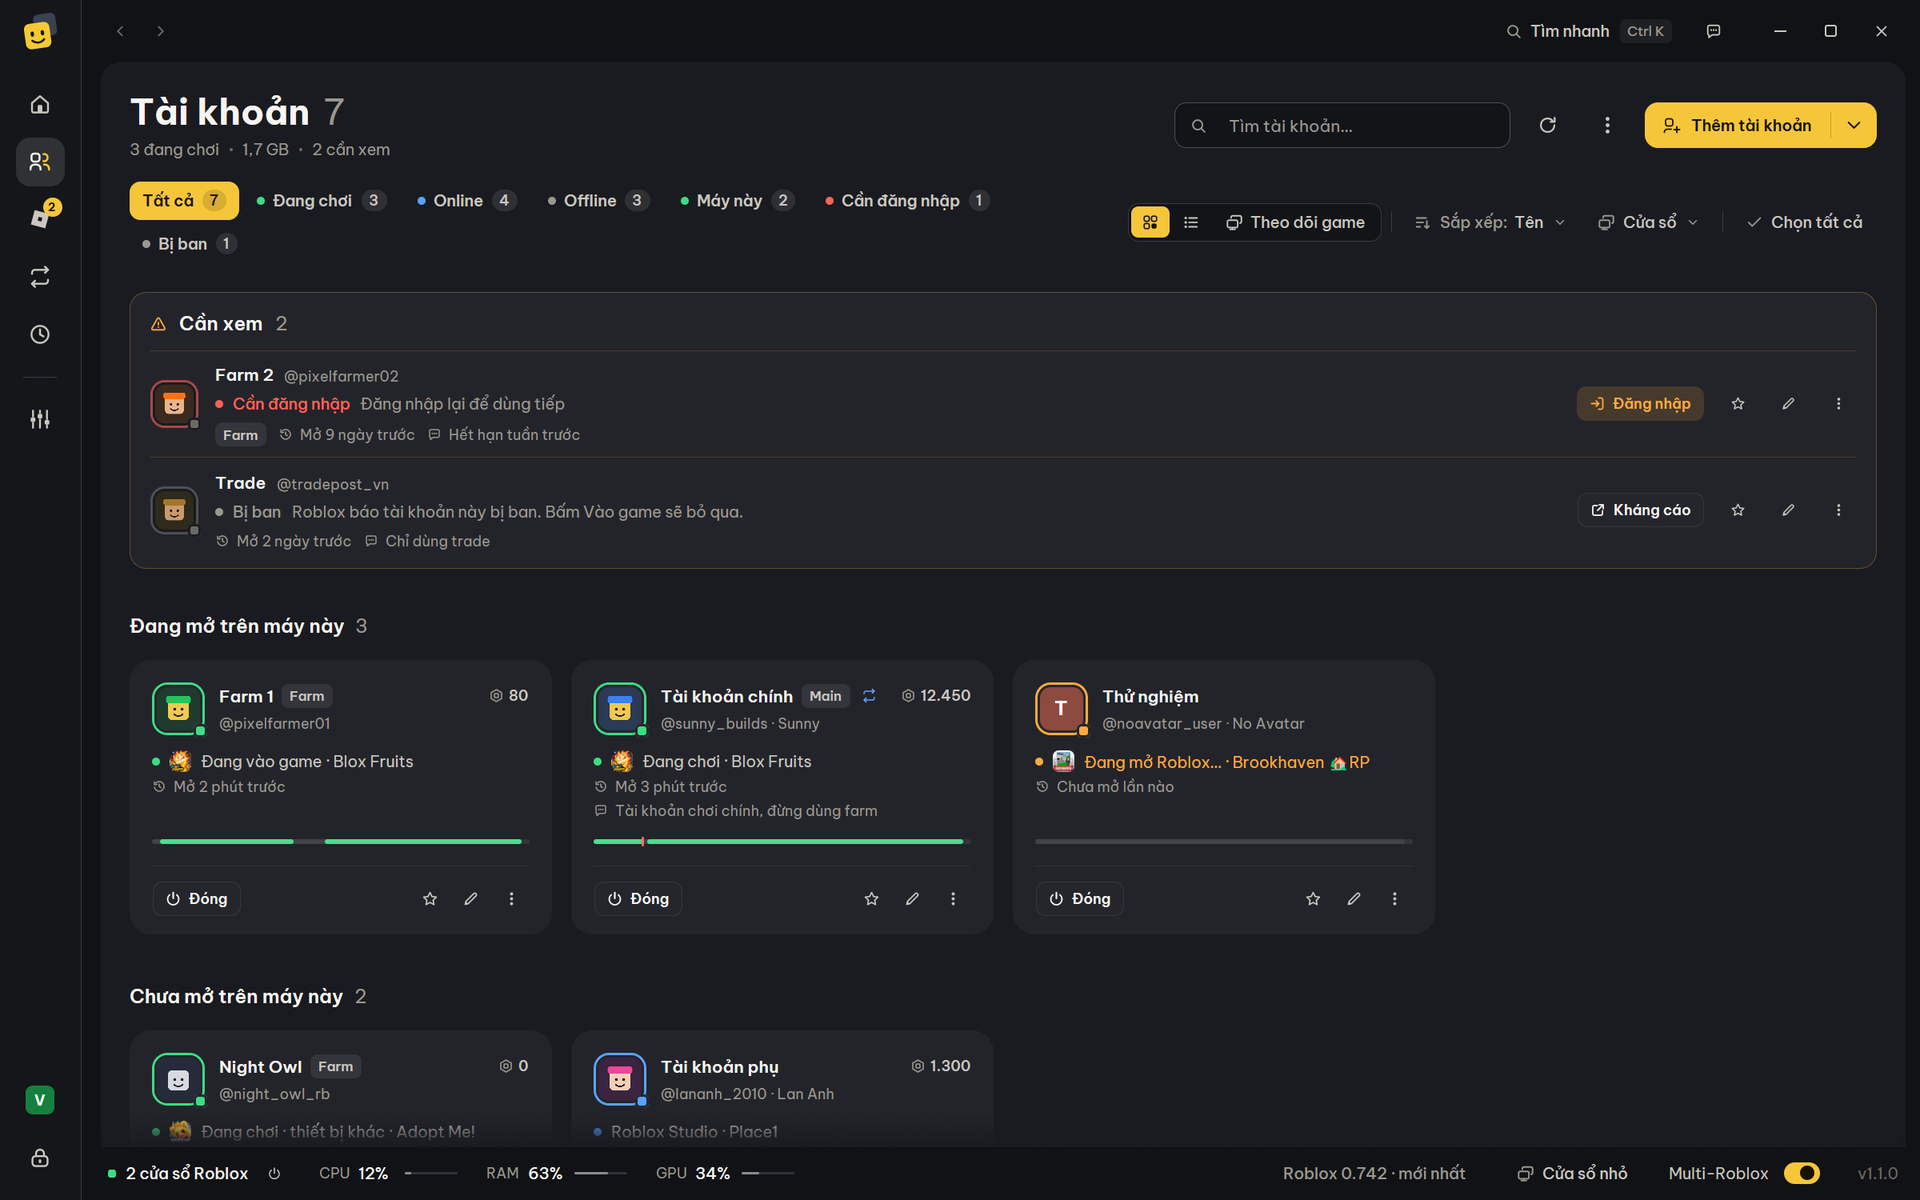 Tìm nhanh Ctrl K
Tài khoản 7
3 đang chơi · 1,7 GB · 2 cần xem
Tìm tài khoản...
Thêm tài khoản
Tất cả 7
Đang chơi 3
Online 4
Offline 3
Máy này 2
Cần đăng nhập 1
Bị ban 1
Theo dõi game
Sắp xếp: Tên
Cửa sổ
Chọn tất cả
2
Cần xem 2
Farm 2 @pixelfarmer02
Cần đăng nhập Đăng nhập lại để dùng tiếp
Farm Mở 9 ngày trước Hết hạn tuần trước
Đăng nhập
Trade @tradepost_vn
Bị ban Roblox báo tài khoản này bị ban. Bấm Vào game sẽ bỏ qua.
Mở 2 ngày trước Chỉ dùng trade
Kháng cáo
Đang mở trên máy này 3
Farm 1 Farm 80
@pixelfarmer01
Đang vào game · Blox Fruits
Mở 2 phút trước
Đóng
Tài khoản chính Main 12.450
@sunny_builds · Sunny
Đang chơi · Blox Fruits
Mở 3 phút trước
Tài khoản chơi chính, đừng dùng farm
Đóng
T
Thử nghiệm
@noavatar_user · No Avatar
Đang mở Roblox... · Brookhaven 🏡RP
Chưa mở lần nào
Đóng
Chưa mở trên máy này 2
Night Owl Farm 0
@night_owl_rb
Đang chơi · thiết bị khác · Adopt Me!
Tài khoản phụ 1.300
@lananh_2010 · Lan Anh
Roblox Studio · Place1
V
2 cửa sổ Roblox
CPU 12%
RAM 63%
GPU 34%
Roblox 0.742 · mới nhất
Cửa sổ nhỏ
Multi-Roblox
v1.1.0